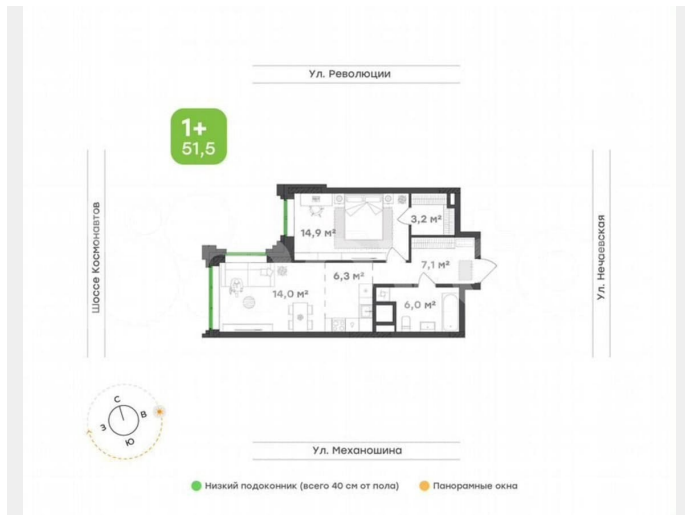 Ул. Революции
1+
51,5
Шоссе Космонавтов
Ул. Нечаевская
3,2 м²
14,9 м²
7,1 м²
6,3 м²
14,0 м²
6,0 м²
С
В
З
Ю
Ул. Механошина
Низкий подоконник (всего 40 см от пола)
Панорамные окна